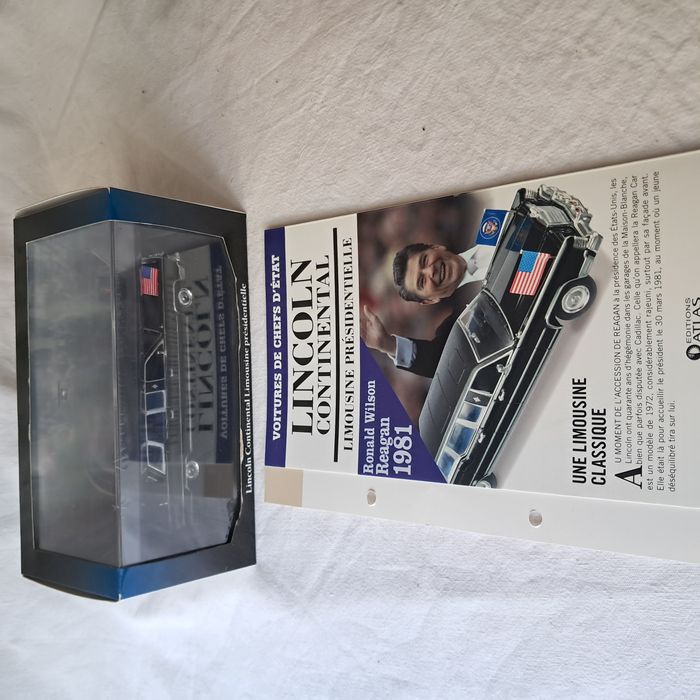 VOITURES DE CHEFS D'ÉTAT
LINCOLN
CONTINENTAL
LIMOUSINE PRÉSIDENTIELLE
Ronald Wilson
Reagan
1981
UNE LIMOUSINE
CLASSIQUE
AU MOMENT DE L'ACCESSION DE REAGAN à la présidence des États-Unis, les
Lincoln ont quarante ans d'hégémonie dans les garages de la Maison-Blanche,
bien que parfois disputée avec Cadillac. Celle qu'on appellera la Reagan Car
est un modèle de 1972, considérablement rajeuni, surtout par sa façade avant.
Elle était là pour accueillir le président le 30 mars 1981, au moment où un jeune
déséquilibré tira sur lui.
EDITIONS
ATLAS
LINCOLN
VOITURES DE CHEFS D'ÉTAT
Lincoln Continental Limousine présidentielle